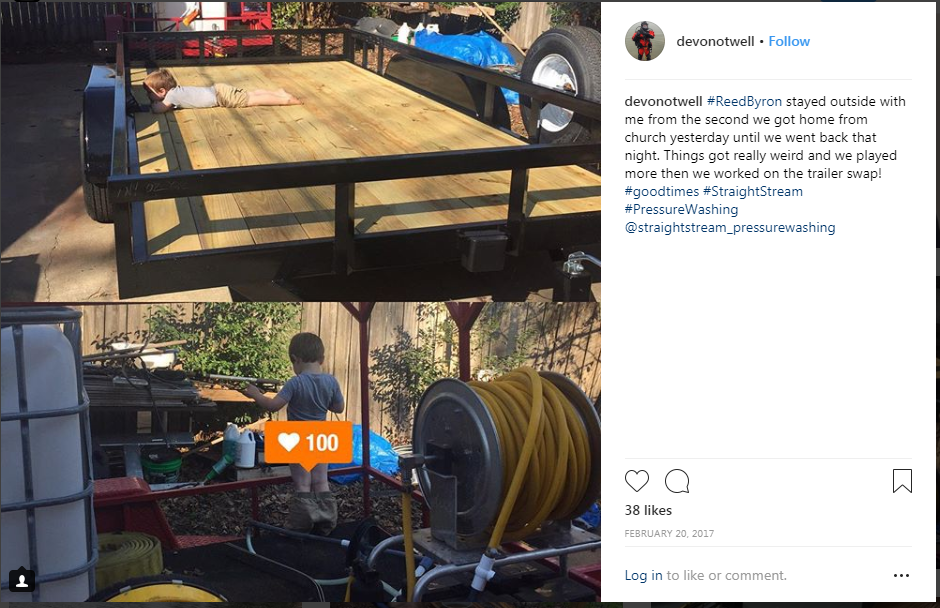 devonotwell • Follow
devonotwell #ReedByron stayed outside with
me from the second we got home from
church yesterday until we went back that
night. Things got really weird and we played
more then we worked on the trailer swap!
#goodtimes #StraightStream
#PressureWashing
@straightstream_pressurewashing
100
38 likes
FEBRUARY 20, 2017
Log in to like or comment.